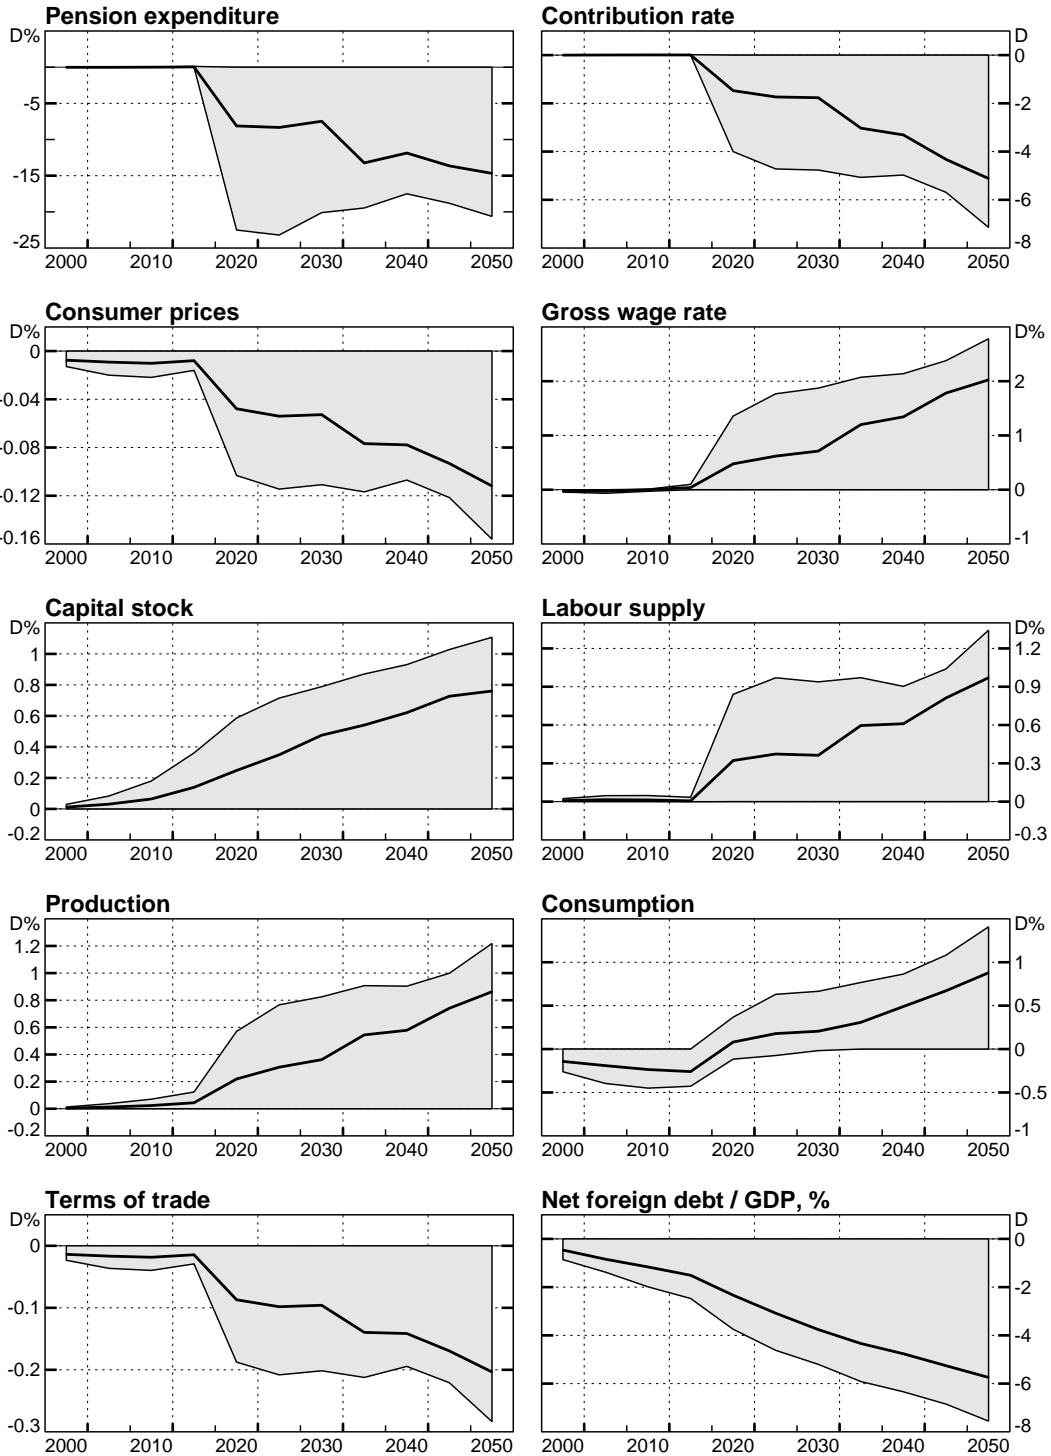 Pension expenditure
D%
-5
-15
-25
2000 2010 2020 2030 2040 2050
Contribution rate
D
0
-2
-4
-6
-8
2000 2010 2020 2030 2040 2050
Consumer prices
D%
0
-0.04
-0.08
-0.12
-0.16
2000 2010 2020 2030 2040 2050
Gross wage rate
D%
2
1
0
-1
2000 2010 2020 2030 2040 2050
Capital stock
D%
1
0.8
0.6
0.4
0.2
0
-0.2
2000 2010 2020 2030 2040 2050
Labour supply
D%
1.2
0.9
0.6
0.3
0
-0.3
2000 2010 2020 2030 2040 2050
Production
D%
1.2
1
0.8
0.6
0.4
0.2
0
-0.2
2000 2010 2020 2030 2040 2050
Consumption
D%
1
0.5
0
-0.5
-1
2000 2010 2020 2030 2040 2050
Terms of trade
D%
0
-0.1
-0.2
-0.3
2000 2010 2020 2030 2040 2050
Net foreign debt / GDP, %
D
0
-2
-4
-6
-8
2000 2010 2020 2030 2040 2050